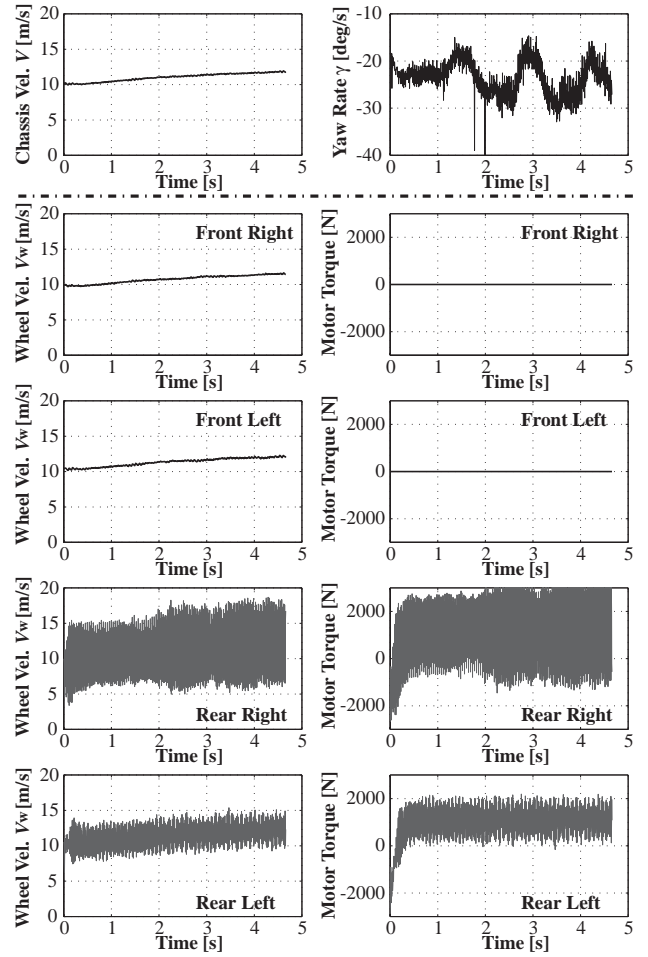 Chassis Vel. V [m/s]
20
15
10
5
0
0 1 2 3 4 5
Time [s]
Yaw Rate γ [deg/s]
-10
-20
-30
-40
0 1 2 3 4 5
Time [s]
Wheel Vel. Vw [m/s]
20
15
10
5
0
Front Right
0 1 2 3 4 5
Time [s]
Motor Torque [N]
2000
0
-2000
Front Right
0 1 2 3 4 5
Time [s]
Wheel Vel. Vw [m/s]
20
15
10
5
0
Front Left
0 1 2 3 4 5
Time [s]
Motor Torque [N]
2000
0
-2000
Front Left
0 1 2 3 4 5
Time [s]
Wheel Vel. Vw [m/s]
20
15
10
5
0
Rear Right
0 1 2 3 4 5
Time [s]
Motor Torque [N]
2000
0
-2000
Rear Right
0 1 2 3 4 5
Time [s]
Wheel Vel. Vw [m/s]
20
15
10
5
0
Rear Left
0 1 2 3 4 5
Time [s]
Motor Torque [N]
2000
0
-2000
Rear Left
0 1 2 3 4 5
Time [s]